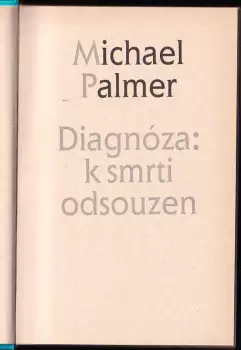 Michael
Palmer
Diagnóza:
k smrti
odsouzen